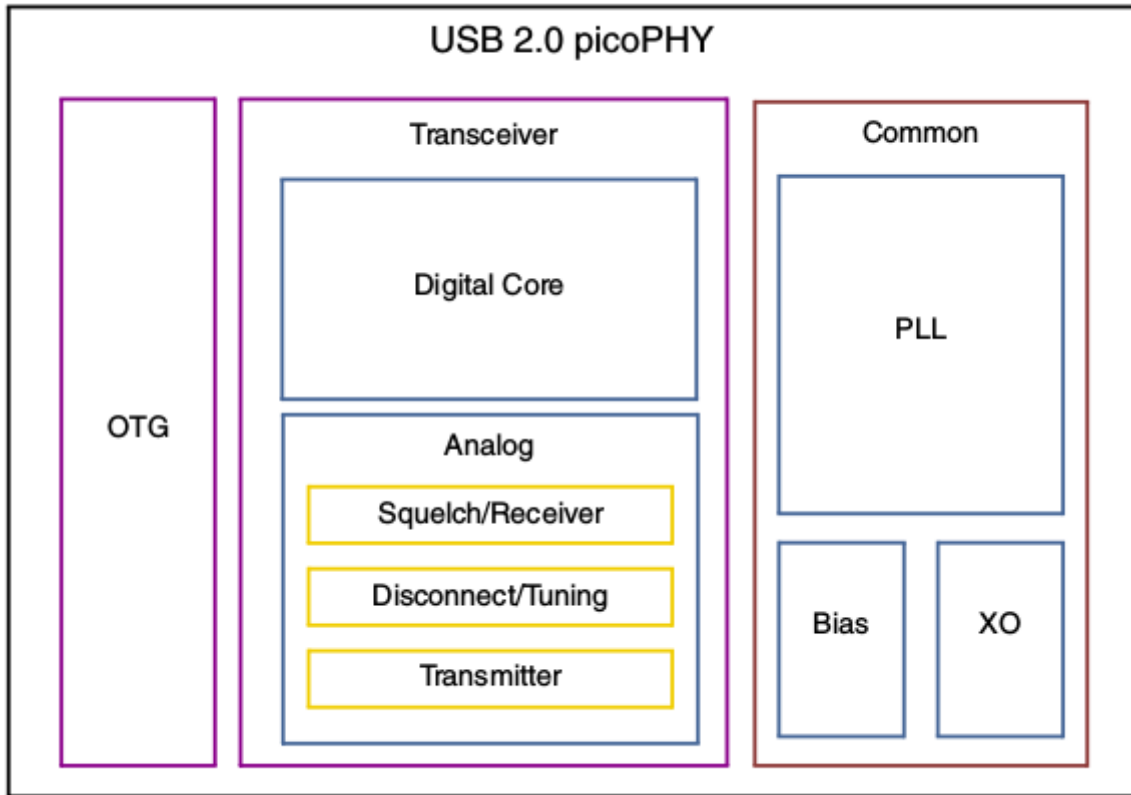 USB 2.0 picoPHY
OTG
Transceiver
Digital Core
Analog
Squelch/Receiver
Disconnect/Tuning
Transmitter
Common
PLL
Bias
XO